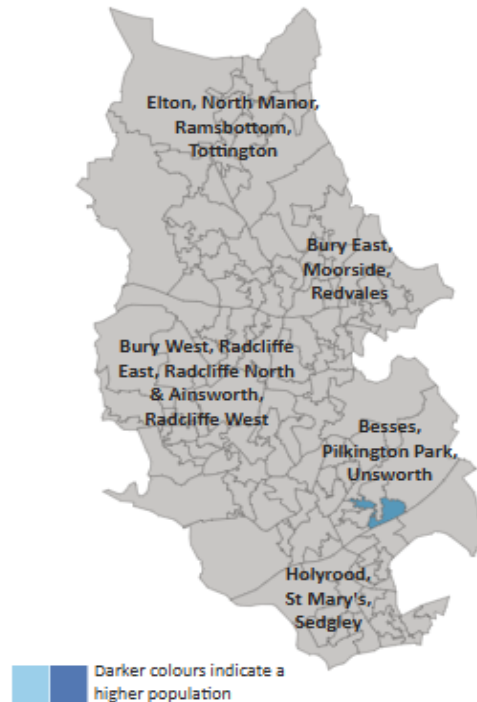 Elton, North Manor,
Ramsbottom,
Tottington
Bury East,
Moorside,
Redvales
Bury West, Radcliffe
East, Radcliffe North
& Ainsworth,
Radcliffe West
Besses,
Pilkington Park,
Unsworth
Holyrood,
St Mary's,
Sedgley
Darker colours indicate a
higher population